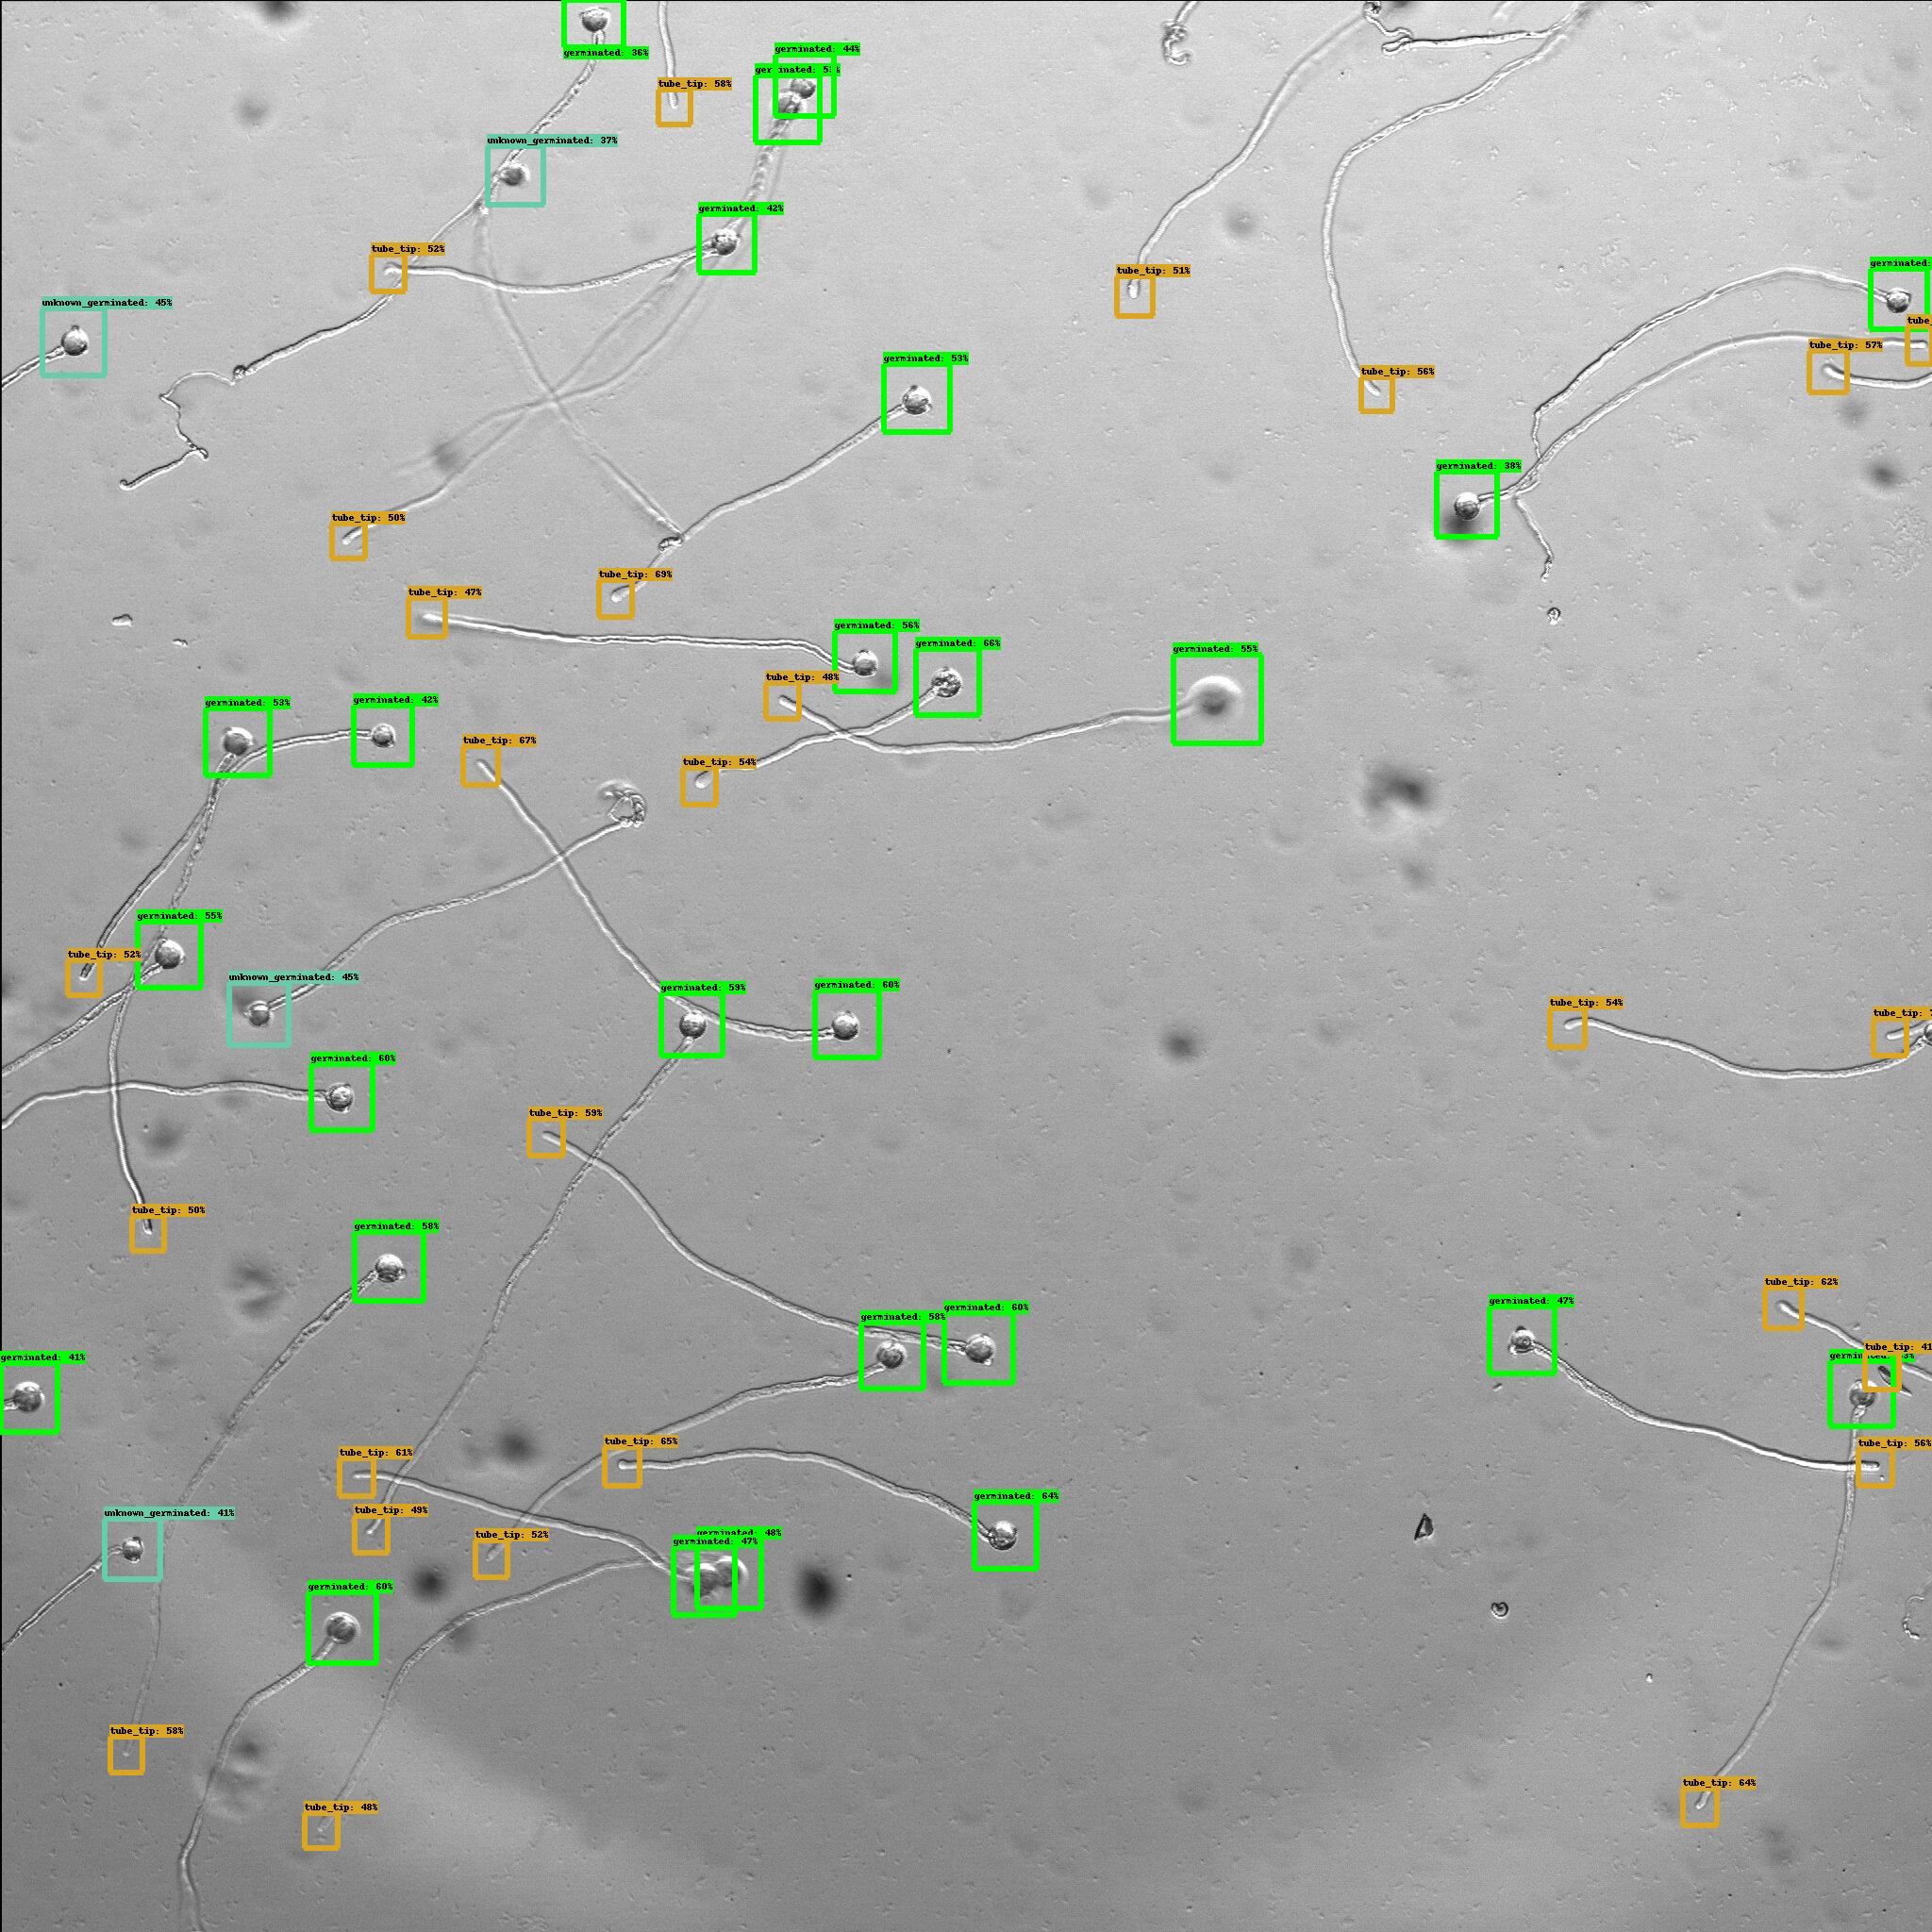 germinated: 36%
germinated: 44%
tube_tip: 58%
unknown_germinated: 37%
germinated: 42%
tube_tip: 52%
germinated:
tube_tip: 51%
unknown_germinated: 45%
tube_tip: 57%
germinated: 53%
tube_tip: 56%
germinated: 38%
tube_tip: 50%
tube_tip: 69%
tube_tip: 47%
germinated: 56%
germinated: 66%
germinated: 55%
tube_tip: 48%
germinated: 53%
germinated: 42%
tube_tip: 67%
tube_tip: 54%
germinated: 55%
tube_tip: 52%
unknown_germinated: 45%
germinated: 59%
germinated: 60%
tube_tip: 54%
tube_tip:
germinated: 60%
tube_tip: 59%
tube_tip: 50%
germinated: 58%
tube_tip: 62%
germinated: 47%
germinated: 60%
germinated: 58%
tube_tip: 41
germinated: 41%
tube_tip: 65%
tube_tip: 56%
tube_tip: 61%
germinated: 64%
tube_tip: 49%
unknown_germinated: 41%
tube_tip: 52%
germinated: 48%
germinated: 47%
germinated: 60%
tube_tip: 58%
tube_tip: 64%
tube_tip: 48%